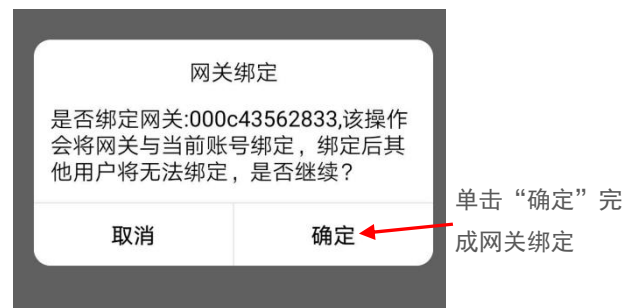 网关绑定
是否绑定网关:000c43562833,该操作
会将网关与当前账号绑定，绑定后其
他用户将无法绑定，是否继续？
取消
确定
单击“确定”完
成网关绑定